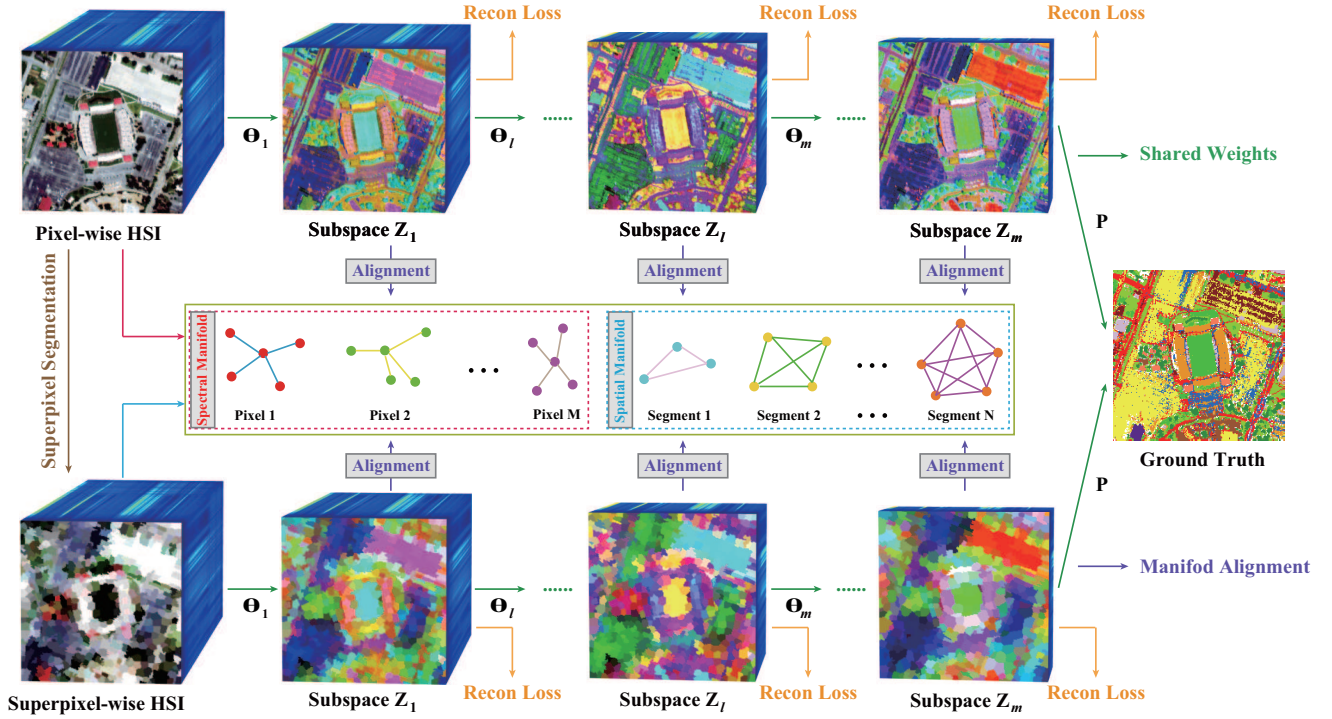 Recon Loss
Recon Loss
Recon Loss
Θ1
Θl
......
Θm
......
Shared Weights
Pixel-wise HSI
Subspace Z1
Subspace Zl
Subspace Zm
P
Superpixel Segmentation
Alignment
Alignment
Alignment
Spectral Manifold
Pixel 1
Pixel 2
...
Pixel M
Spatial Manifold
Segment 1
Segment 2
...
...
Segment N
Ground Truth
Alignment
Alignment
Alignment
P
Manifod Alignment
Θ1
Θl
......
Θm
......
Superpixel-wise HSI
Subspace Z1
Recon Loss
Subspace Zl
Recon Loss
Subspace Zm
Recon Loss